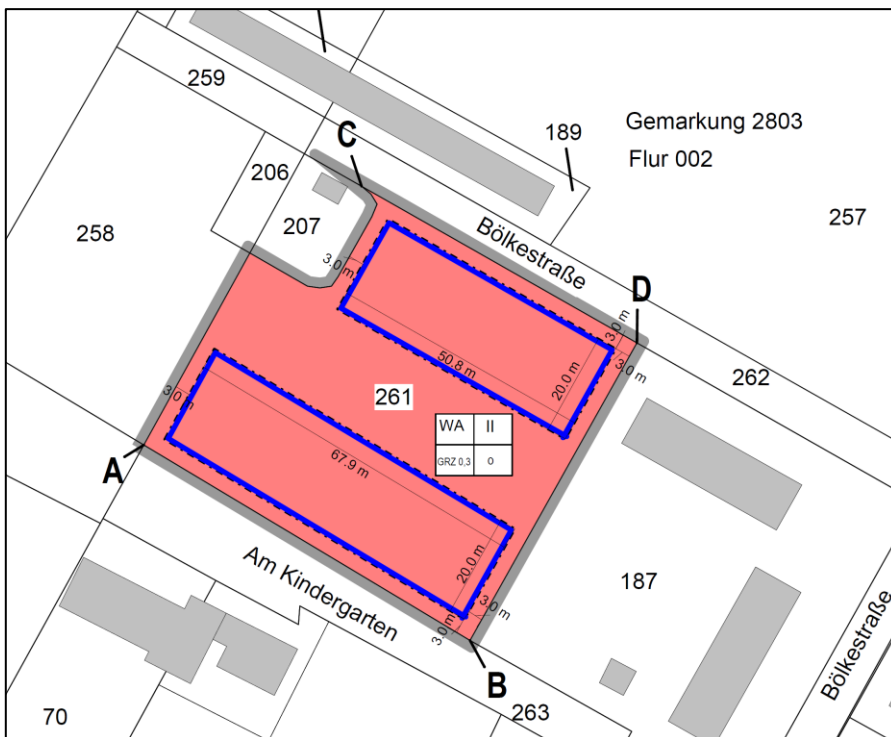 259
C
189
Gemarkung 2803
Flur 002
206
207
257
258
Bölkestraße
3.0 m
D
3.0 m
3.0 m
50.8 m
20.0 m
262
261
WA II
GRZ 0,3 o
3.0 m
A
67.9 m
20.0 m
187
Am Kindergarten
3.0 m
3.0 m
Bölkestraße
B
70
263